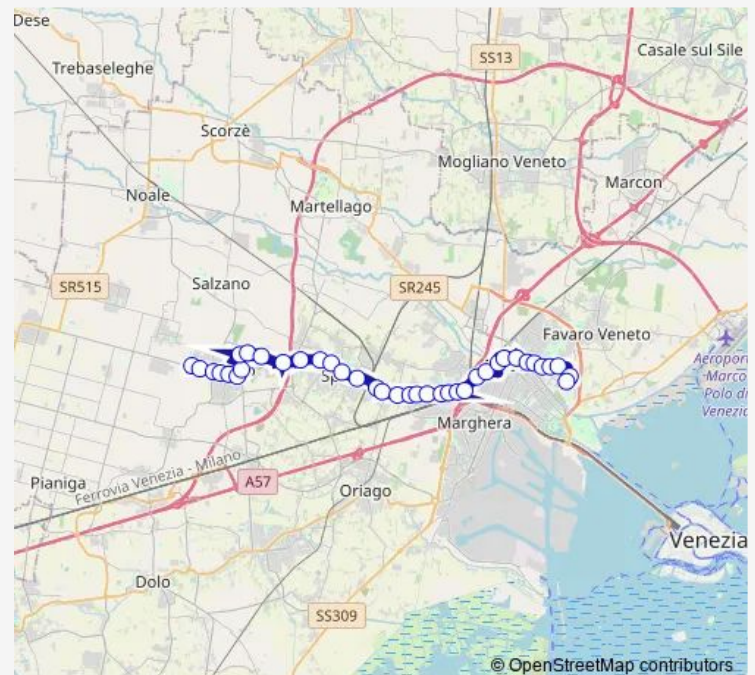 Dese
SS13
Casale sul Sile
Trebaseleghe
Scorzè
Mogliano Veneto
Marcon
Noale
Martellago
SR515
Salzano
SR245
Favaro Veneto
Aeroport
Marco
Polo di
Venezia
Marghera
Ferrovia Venezia - Milano
Pianiga
A57
Oriago
Venezia
Dolo
SS309
© OpenStreetMap contributors